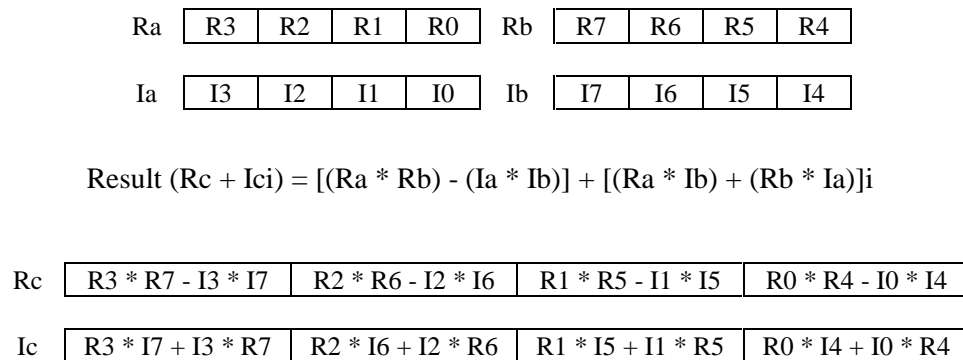 Ra R3 R2 R1 R0 Rb R7 R6 R5 R4
Ia I3 I2 I1 I0 Ib I7 I6 I5 I4
Result (Rc + Ici) = [(Ra * Rb) - (Ia * Ib)] + [(Ra * Ib) + (Rb * Ia)]i
Rc R3 * R7 - I3 * I7 R2 * R6 - I2 * I6 R1 * R5 - I1 * I5 R0 * R4 - I0 * I4
Ic R3 * I7 + I3 * R7 R2 * I6 + I2 * R6 R1 * I5 + I1 * R5 R0 * I4 + I0 * R4